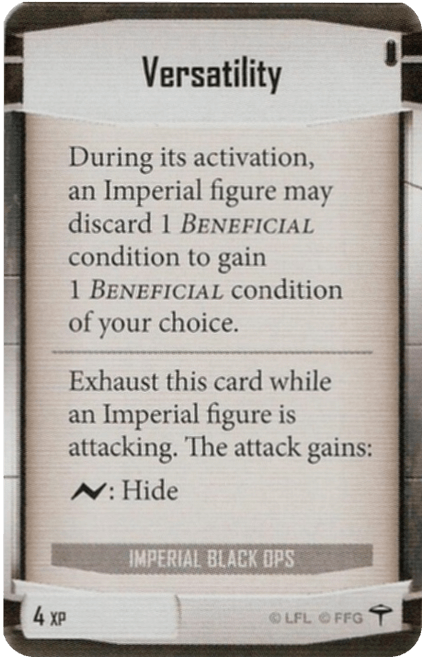 Versatility
During its activation,
an Imperial figure may
discard 1 BENEFICIAL
condition to gain
1 BENEFICIAL condition
of your choice.
Exhaust this card while
an Imperial figure is
attacking. The attack gains:
: Hide
IMPERIAL BLACK OPS
4 XP
© LFL © FFG